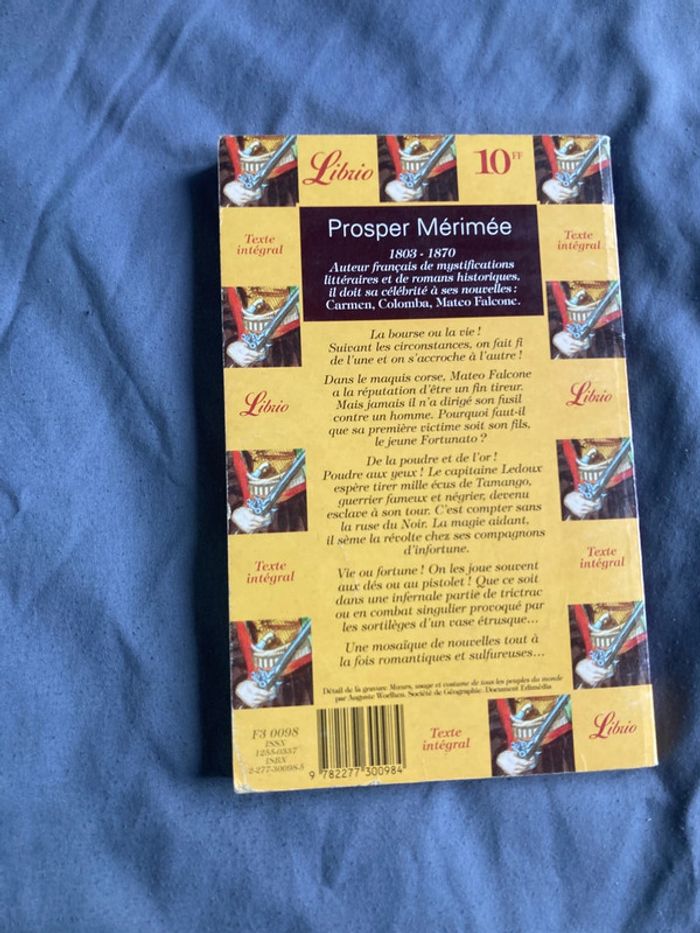 Librio
10 FF
Prosper Mérimée
Texte
intégral
Texte
intégral
1803 - 1870
Auteur français de mystifications
littéraires et de romans historiques,
il doit sa célébrité à ses nouvelles :
Carmen, Colomba, Mateo Falcone.
La bourse ou la vie !
Suivant les circonstances, on fait fi
de l'une et on s'accroche à l'autre !
Librio
Librio
Dans le maquis corse, Mateo Falcone
a la réputation d'être un fin tireur.
Mais jamais il n'a dirigé son fusil
contre un homme. Pourquoi faut-il
que sa première victime soit son fils,
le jeune Fortunato ?
De la poudre et de l'or !
Poudre aux yeux ! Le capitaine Ledoux
espère tirer mille écus de Tamango,
guerrier fameux et négrier, devenu
esclave à son tour. C'est compter sans
la ruse du Noir. La magie aidant,
il sème la révolte chez ses compagnons
d'infortune.
Texte
intégral
Texte
intégral
Vie ou fortune ! On les joue souvent
aux dés ou au pistolet ! Que ce soit
dans une infernale partie de trictrac
ou en combat singulier provoqué par
les sortilèges d'un vase étrusque...
Une mosaïque de nouvelles tout à
la fois romantiques et sulfureuses...
Détail de la gravure Mœurs, usage et costume de tous les peuples du monde
par Auguste Woelhen. Société de Géographie. Document Edimédia
F3 0098
ISSN
1255-0337
ISBN
2-277-30098-5
9 782277 300984
Texte
intégral
Librio